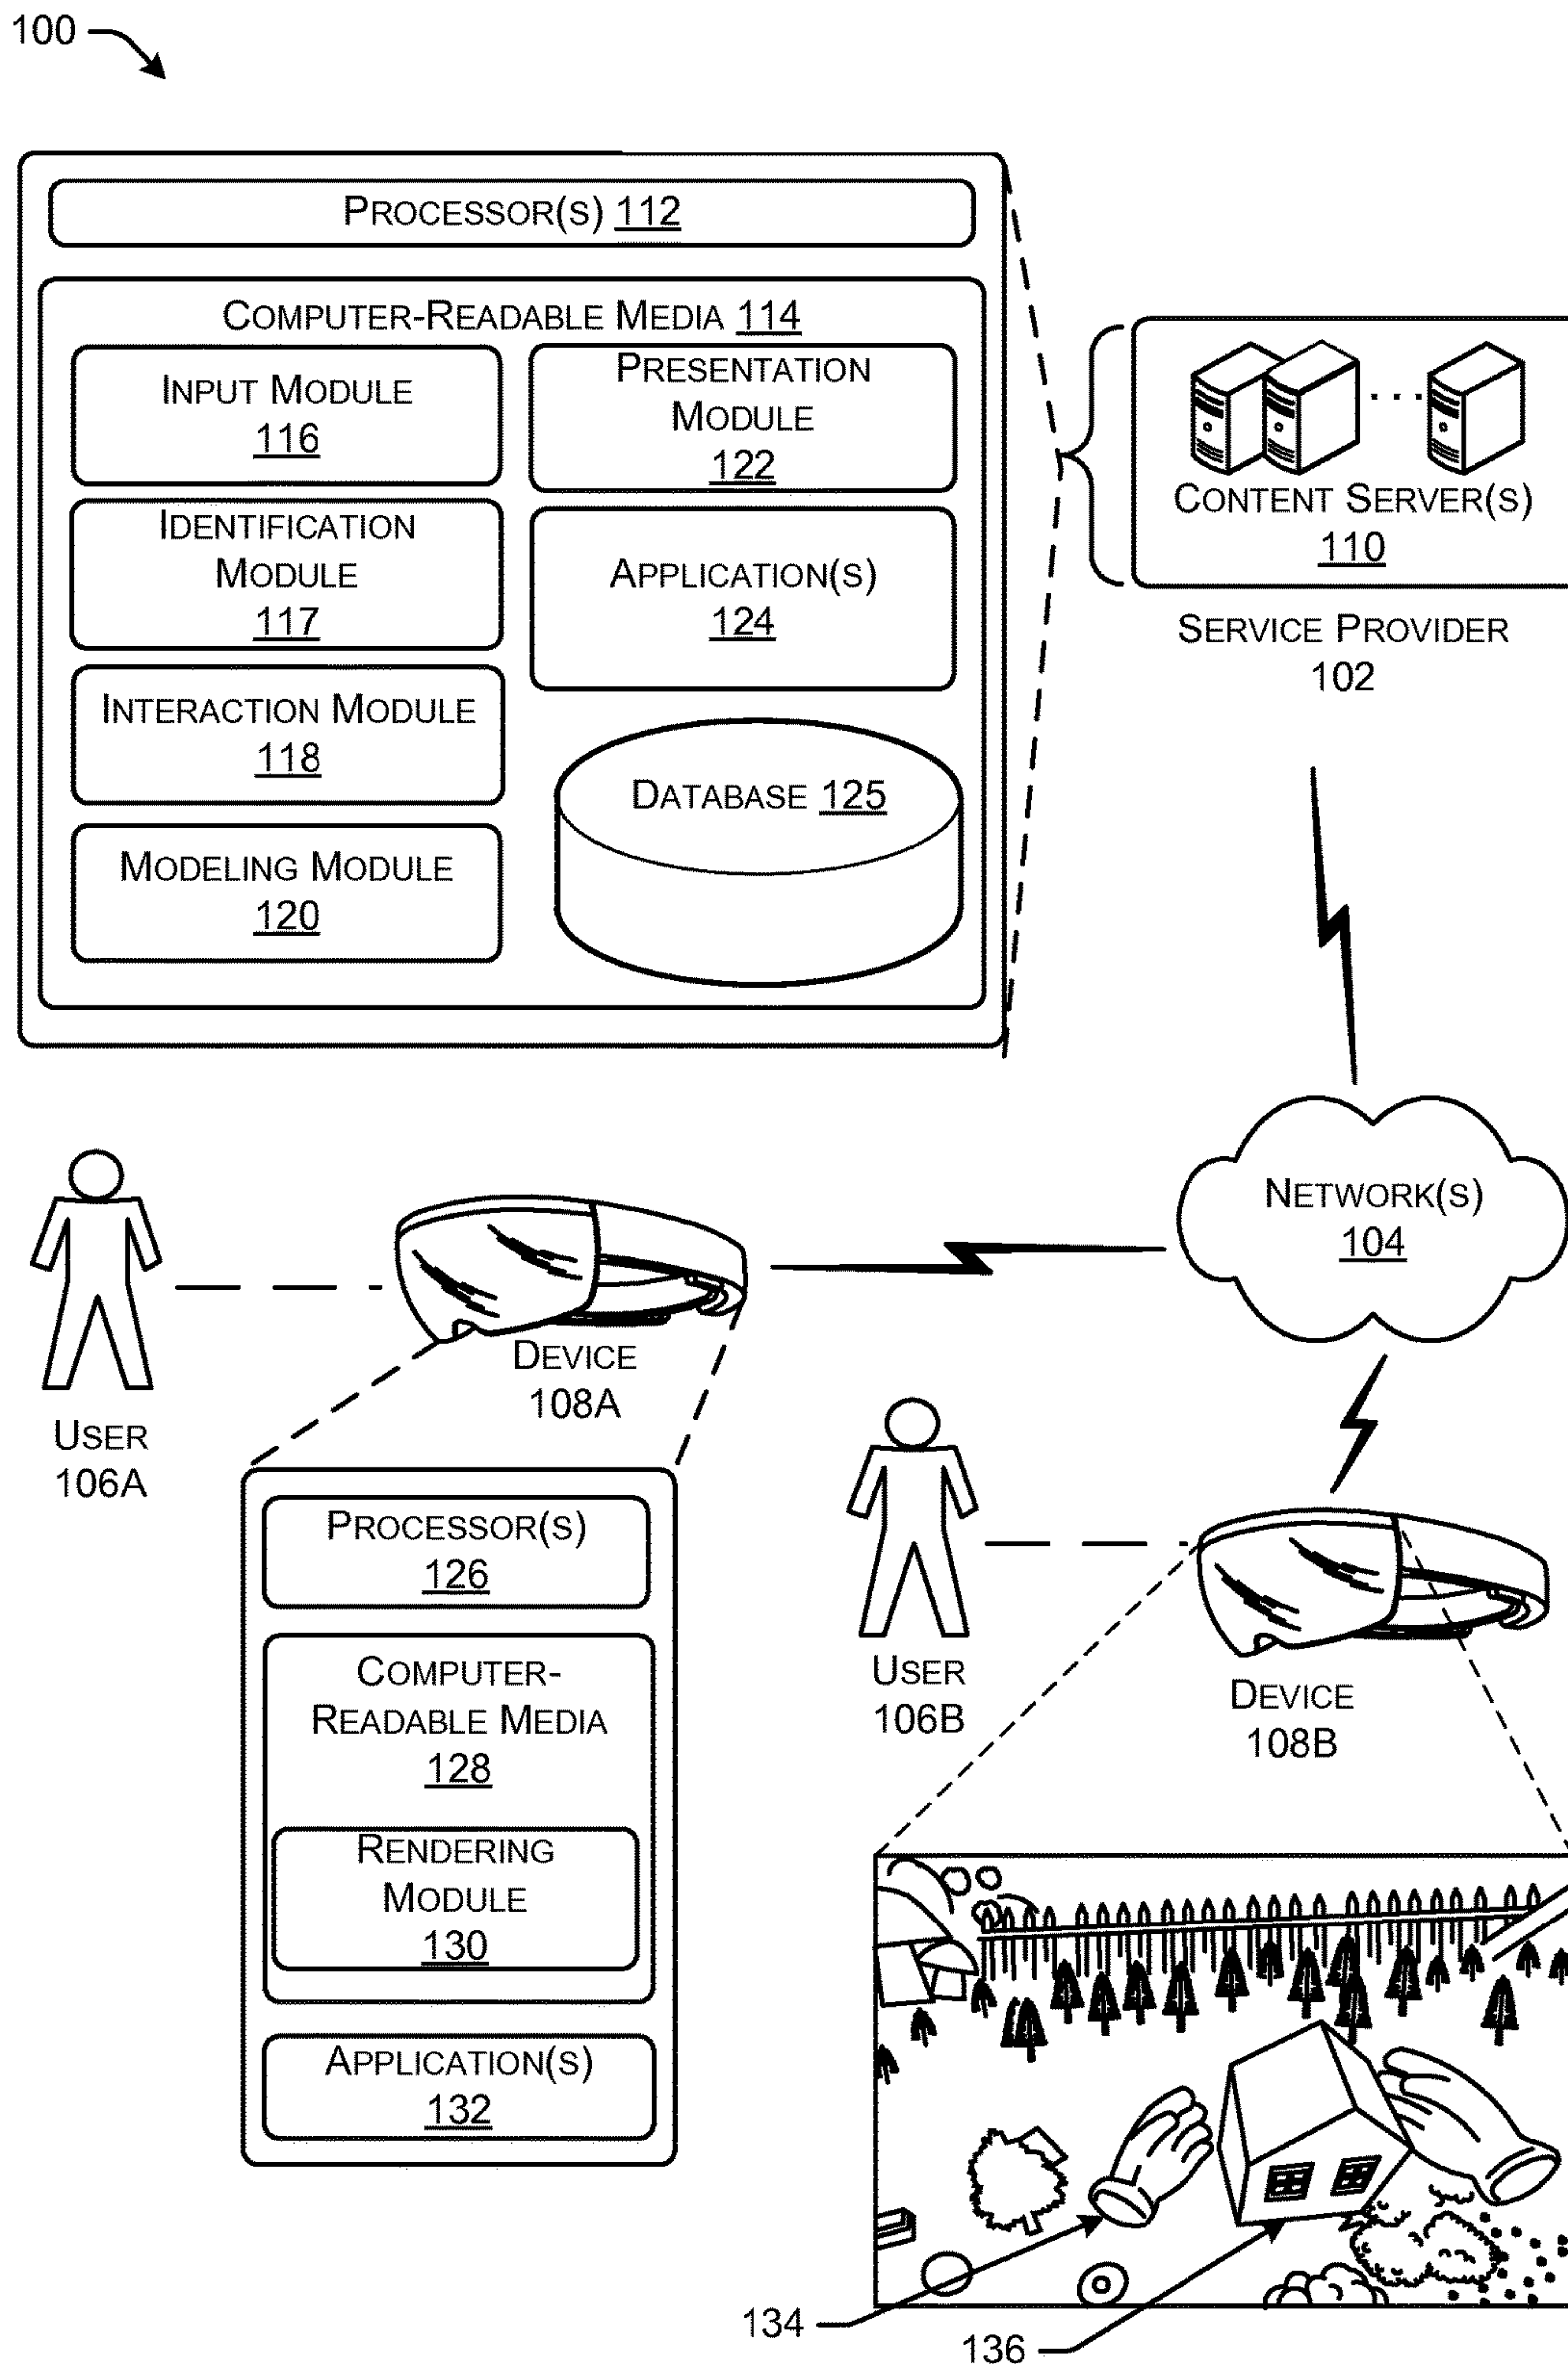 100
PROCESSOR(S) 112
COMPUTER-READABLE MEDIA 114
INPUT MODULE
116
IDENTIFICATION
MODULE
117
INTERACTION MODULE
118
MODELING MODULE
120
PRESENTATION
MODULE
122
APPLICATION(S)
124
DATABASE 125
CONTENT SERVER(S)
110
SERVICE PROVIDER
102
NETWORK(S)
104
USER
106A
DEVICE
108A
PROCESSOR(S)
126
COMPUTER-
READABLE MEDIA
128
RENDERING
MODULE
130
APPLICATION(S)
132
USER
106B
DEVICE
108B
134
136